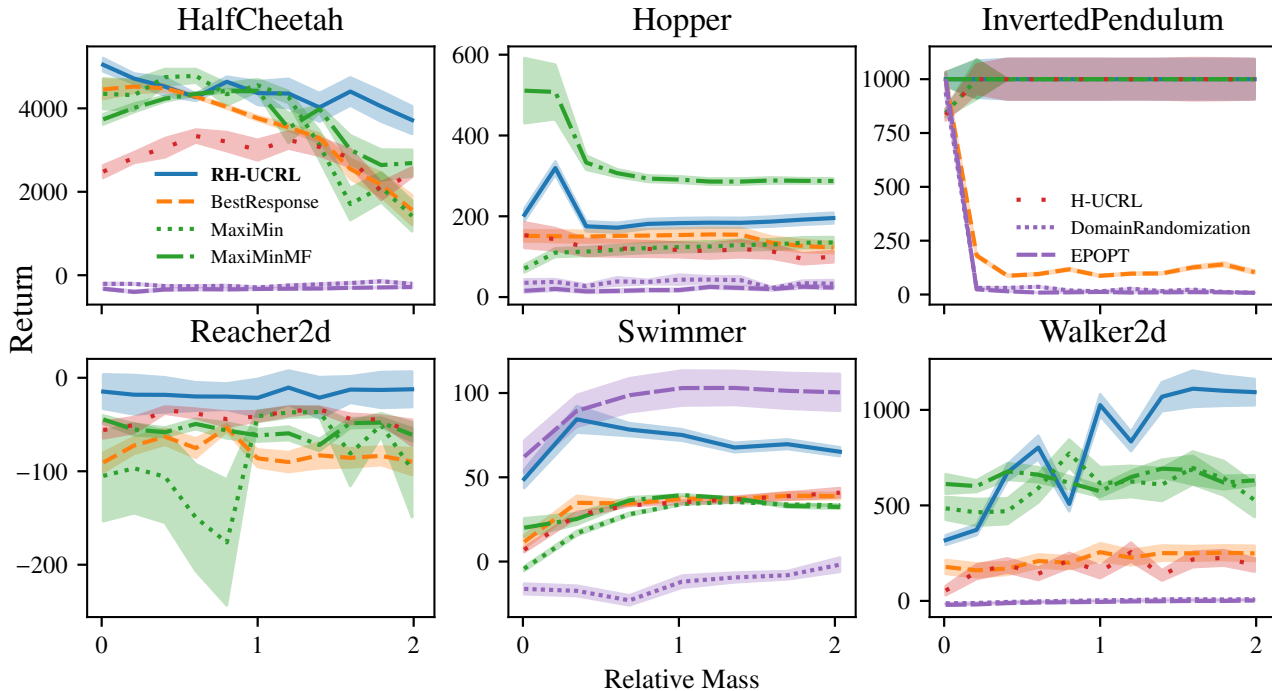 HalfCheetah
Hopper
InvertedPendulum
4000
2000
0
RH-UCRL
BestResponse
MaxiMin
MaxiMinMF
600
400
200
0
1000
750
500
250
0
H-UCRL
DomainRandomization
EPOPT
Return
Reacher2d
Swimmer
Walker2d
0
−100
−200
0 1 2
100
50
0
0 1 2
1000
500
0
0 1 2
Relative Mass